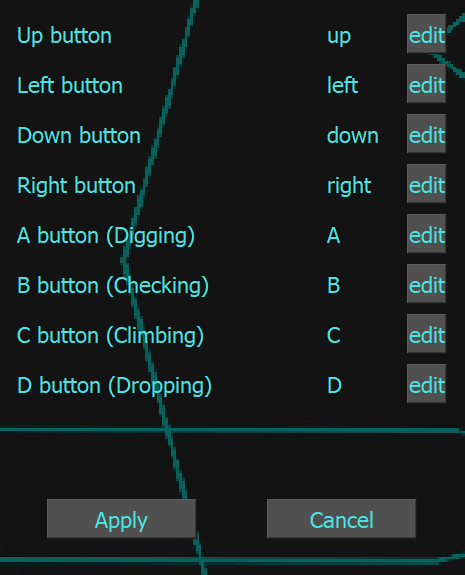 Up button up edit
Left button left edit
Down button down edit
Right button right edit
A button (Digging) A edit
B button (Checking) B edit
C button (Climbing) C edit
D button (Dropping) D edit
Apply Cancel